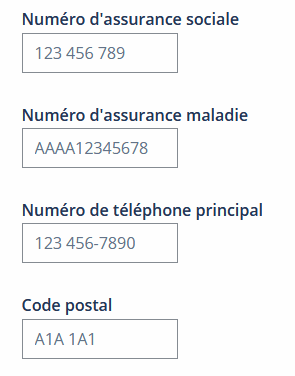 Numéro d'assurance sociale
123 456 789
Numéro d'assurance maladie
AAAA12345678
Numéro de téléphone principal
123 456-7890
Code postal
A1A 1A1